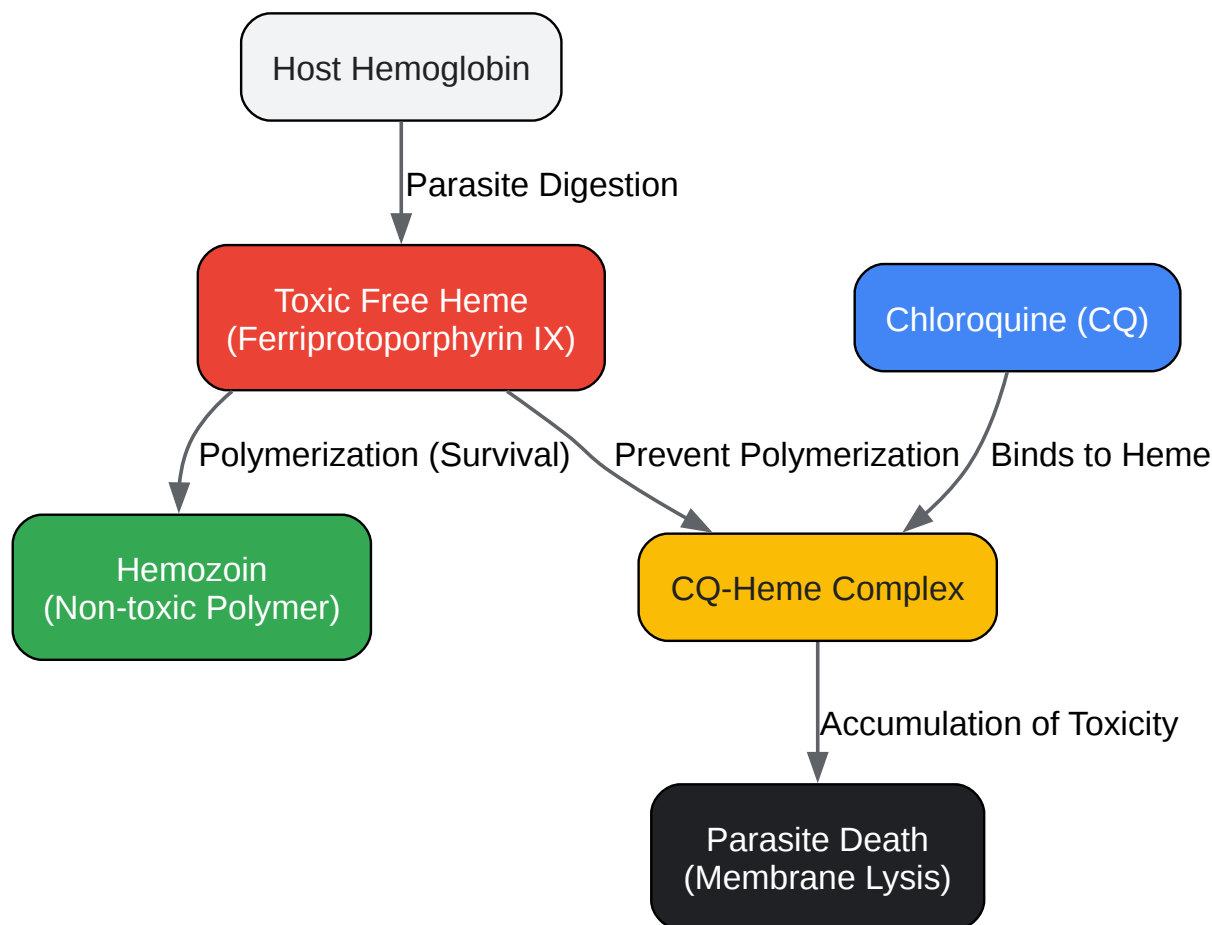 Host Hemoglobin
Parasite Digestion
Toxic Free Heme
(Ferriprotoporphyrin IX)
Chloroquine (CQ)
Polymerization (Survival)
Prevent Polymerization
Binds to Heme
Hemozoin
(Non-toxic Polymer)
CQ-Heme Complex
Accumulation of Toxicity
Parasite Death
(Membrane Lysis)